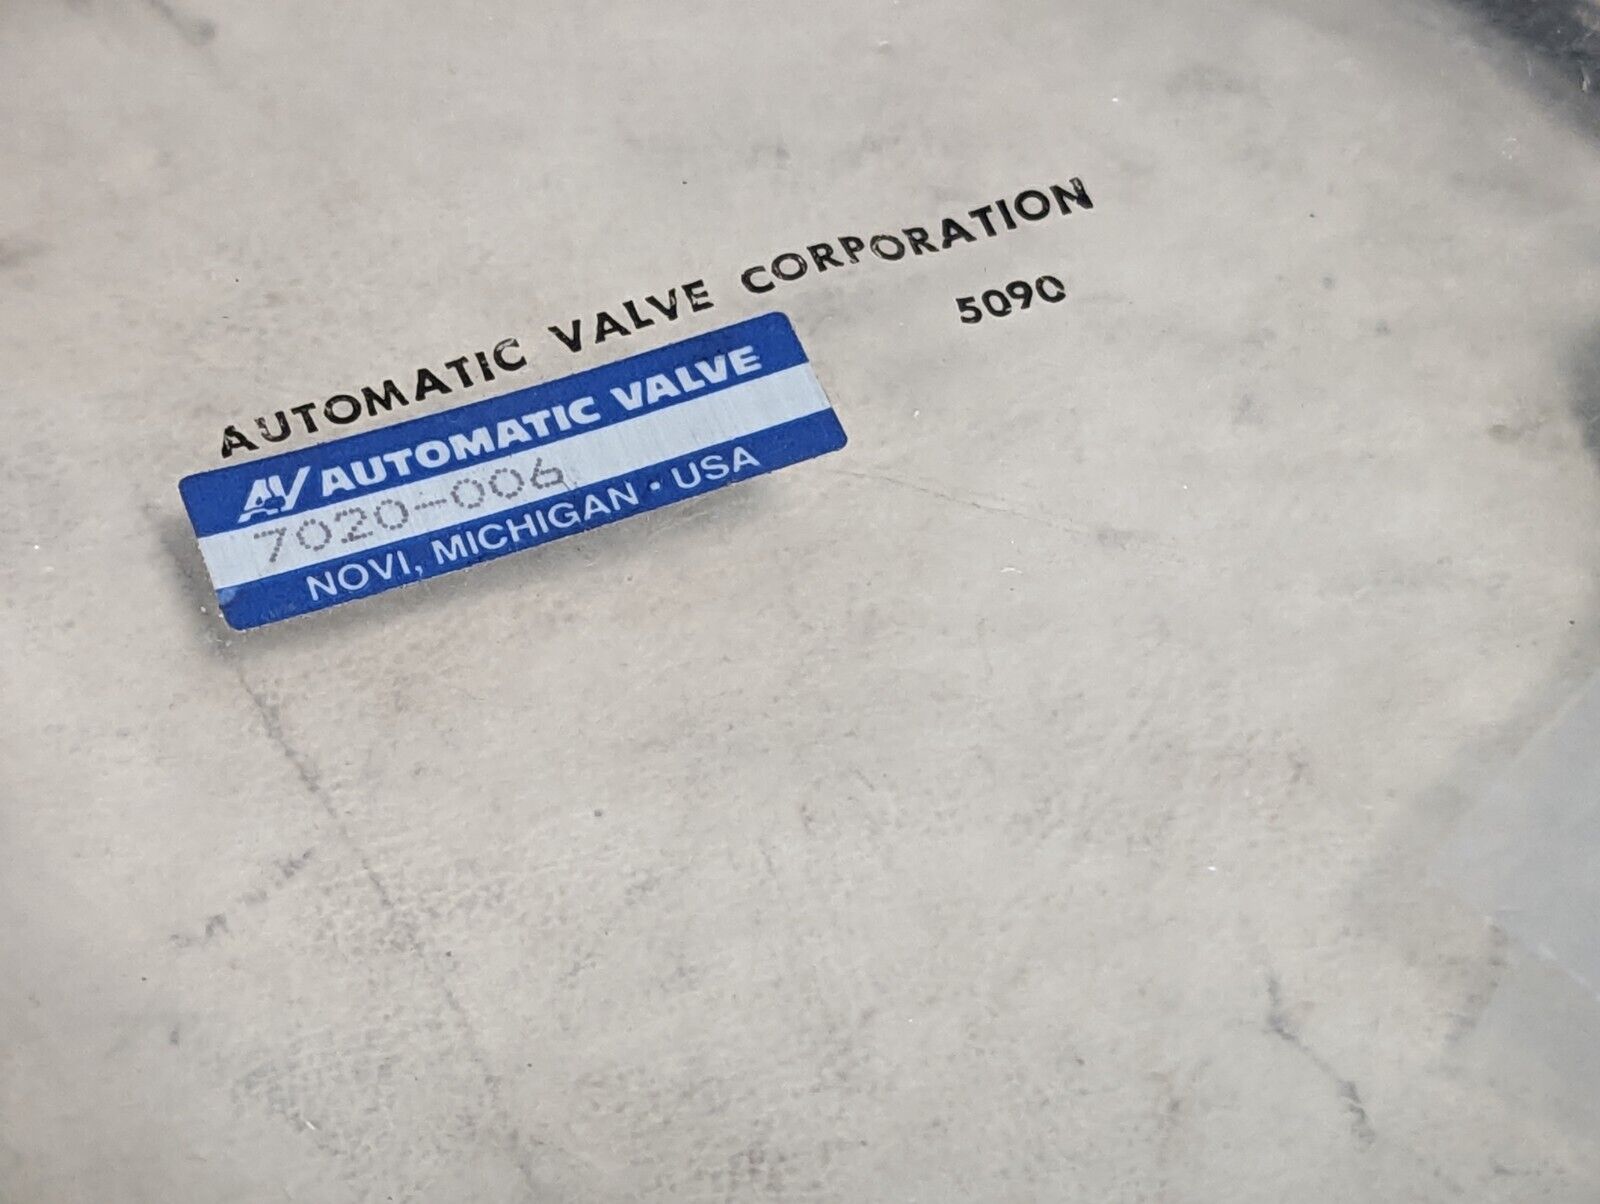 AUTOMATIC VALVE CORPORATION
5090
AV AUTOMATIC VALVE
7020-006
NOVI, MICHIGAN · USA